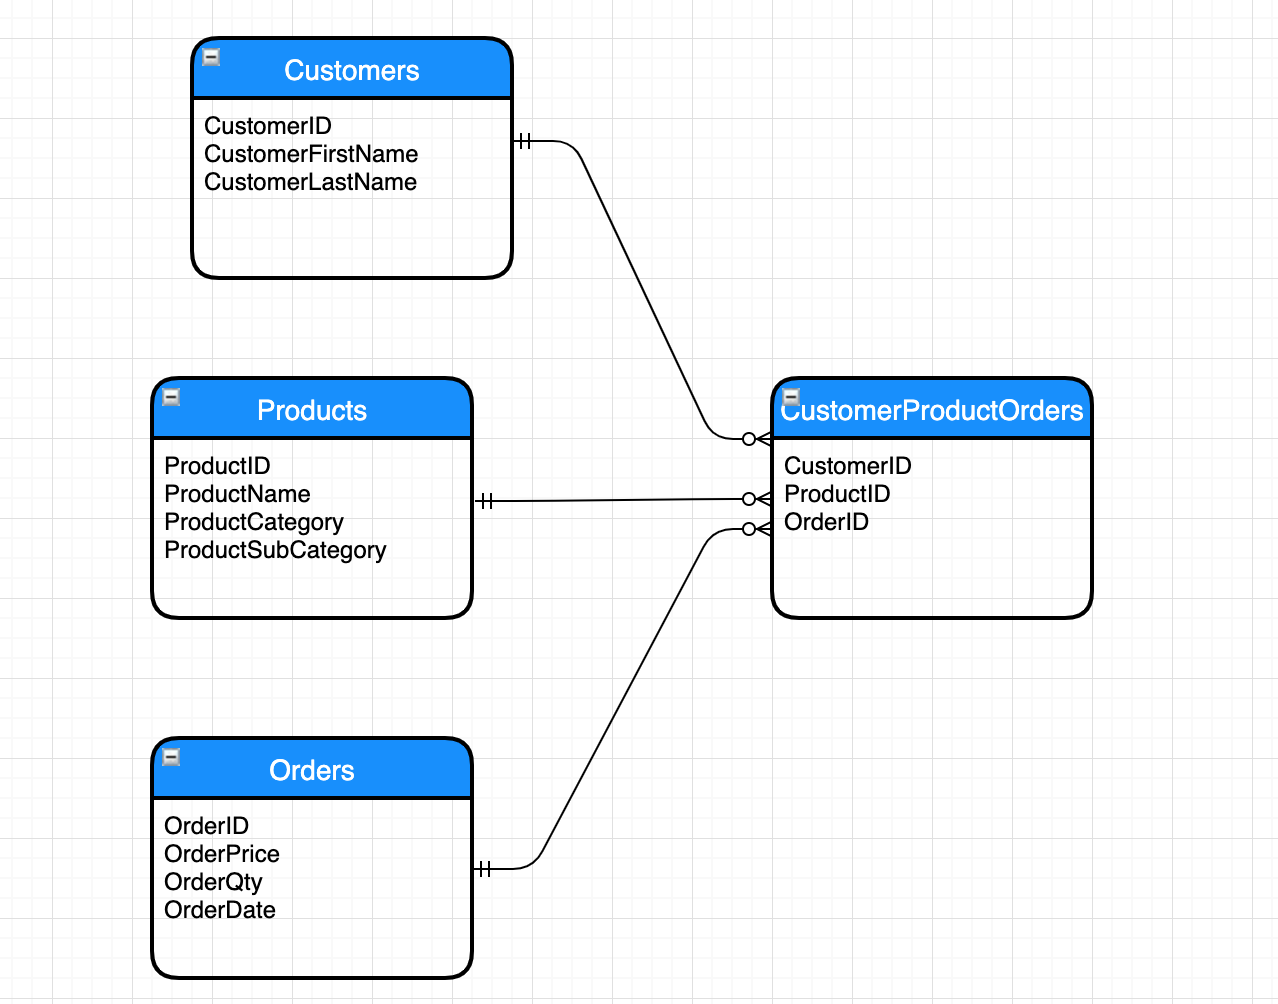 Customers
CustomerID
CustomerFirstName
CustomerLastName
Products
ProductID
ProductName
ProductCategory
ProductSubCategory
CustomerProductOrders
CustomerID
ProductID
OrderID
Orders
OrderID
OrderPrice
OrderQty
OrderDate